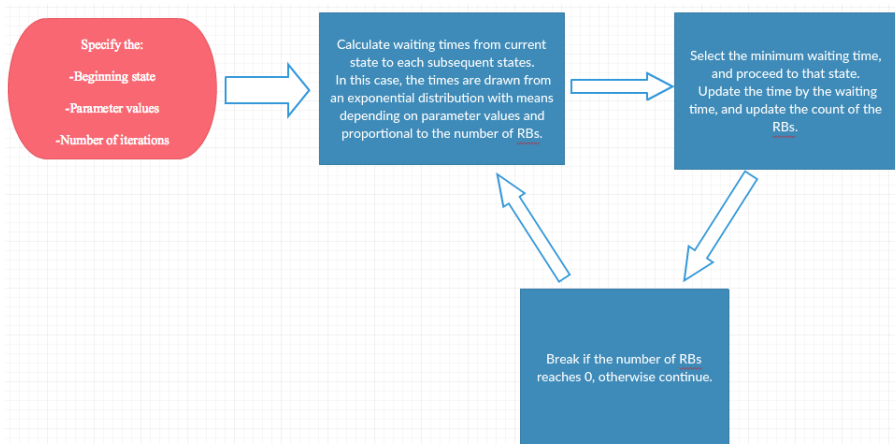 Specify the:
-Beginning state
-Parameter values
-Number of iterations
Calculate waiting times from current
state to each subsequent states.
In this case, the times are drawn from
an exponential distribution with means
depending on parameter values and
proportional to the number of RBs.
Select the minimum waiting time,
and proceed to that state.
Update the time by the waiting
time, and update the count of the
RBs.
Break if the number of RBs
reaches 0, otherwise continue.